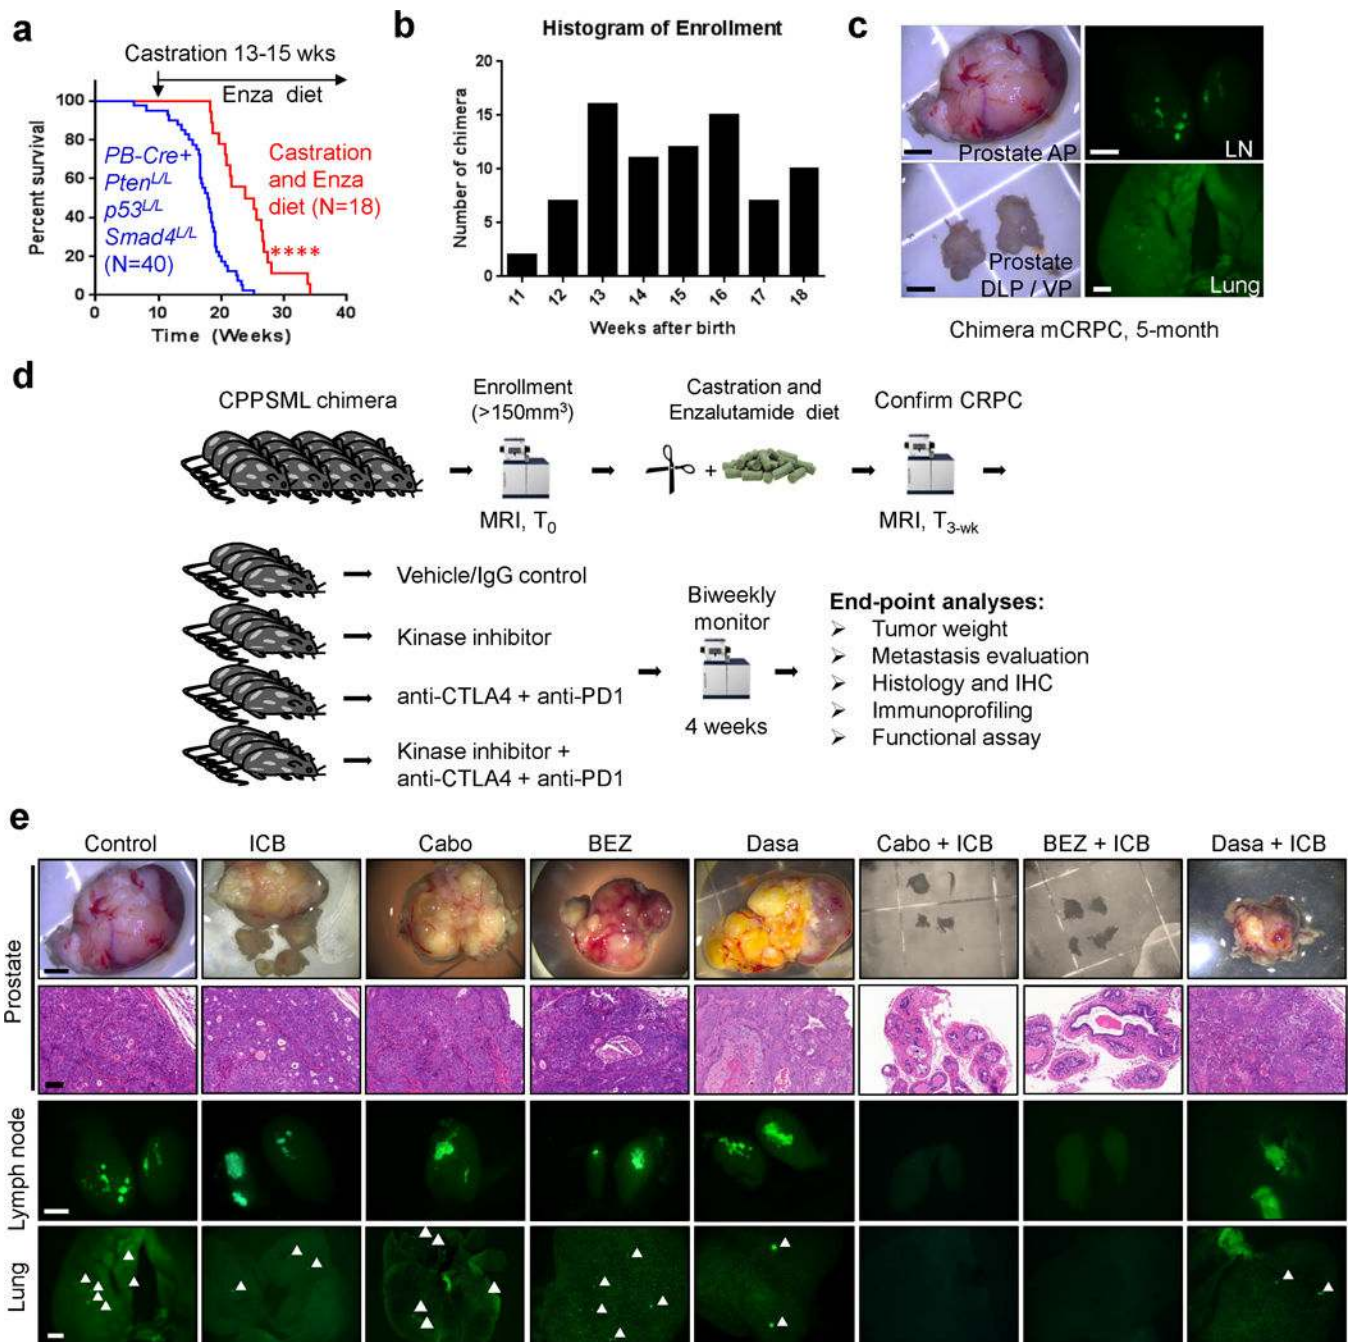 a
Castration 13-15 wks
Enza diet
Percent survival
100
80
60
40
20
0
PB-Cre+
Pten^L/L
p53^L/L
Smad4^L/L
(N=40)
Castration
and Enza
diet (N=18)
****
0 10 20 30 40
Time (Weeks)
b
Histogram of Enrollment
Number of chimera
20
15
10
5
0
11 12 13 14 15 16 17 18
Weeks after birth
c
Prostate AP
LN
Prostate
DLP / VP
Lung
Chimera mCRPC, 5-month
d
CPPSML chimera
Enrollment
(>150mm³)
MRI, T₀
Castration and
Enzalutamide diet
+
Confirm CRPC
MRI, T₃₋wk
Vehicle/IgG control
Kinase inhibitor
anti-CTLA4 + anti-PD1
Kinase inhibitor +
anti-CTLA4 + anti-PD1
Biweekly
monitor
4 weeks
End-point analyses:
➢ Tumor weight
➢ Metastasis evaluation
➢ Histology and IHC
➢ Immunoprofiling
➢ Functional assay
e
Control ICB Cabo BEZ Dasa Cabo + ICB BEZ + ICB Dasa + ICB
Prostate
Lymph node
Lung